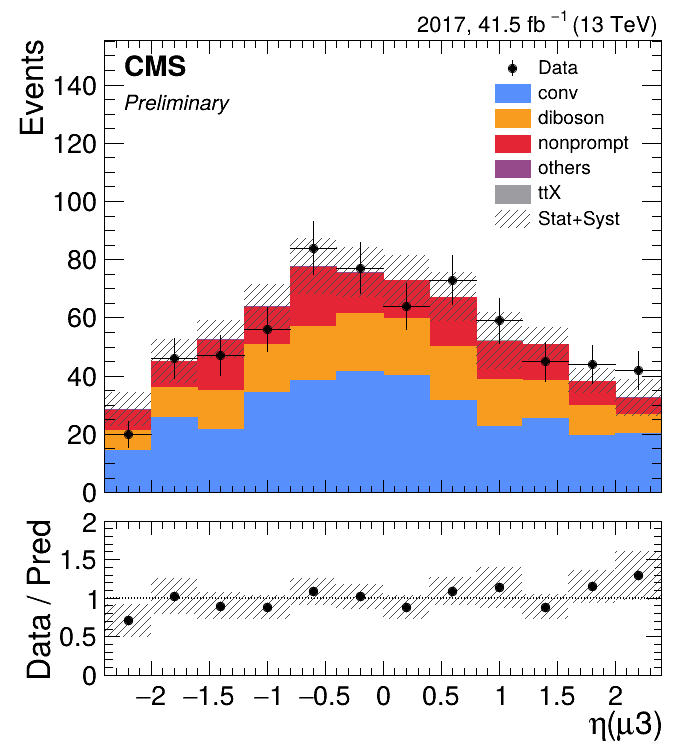 2017, 41.5 fb⁻¹ (13 TeV)
CMS
Preliminary
Data
conv
diboson
nonprompt
others
ttX
Stat+Syst
Events
140
120
100
80
60
40
20
0
Data / Pred
2
1.5
1
0.5
0
−2 −1.5 −1 −0.5 0 0.5 1 1.5 2
η(μ3)